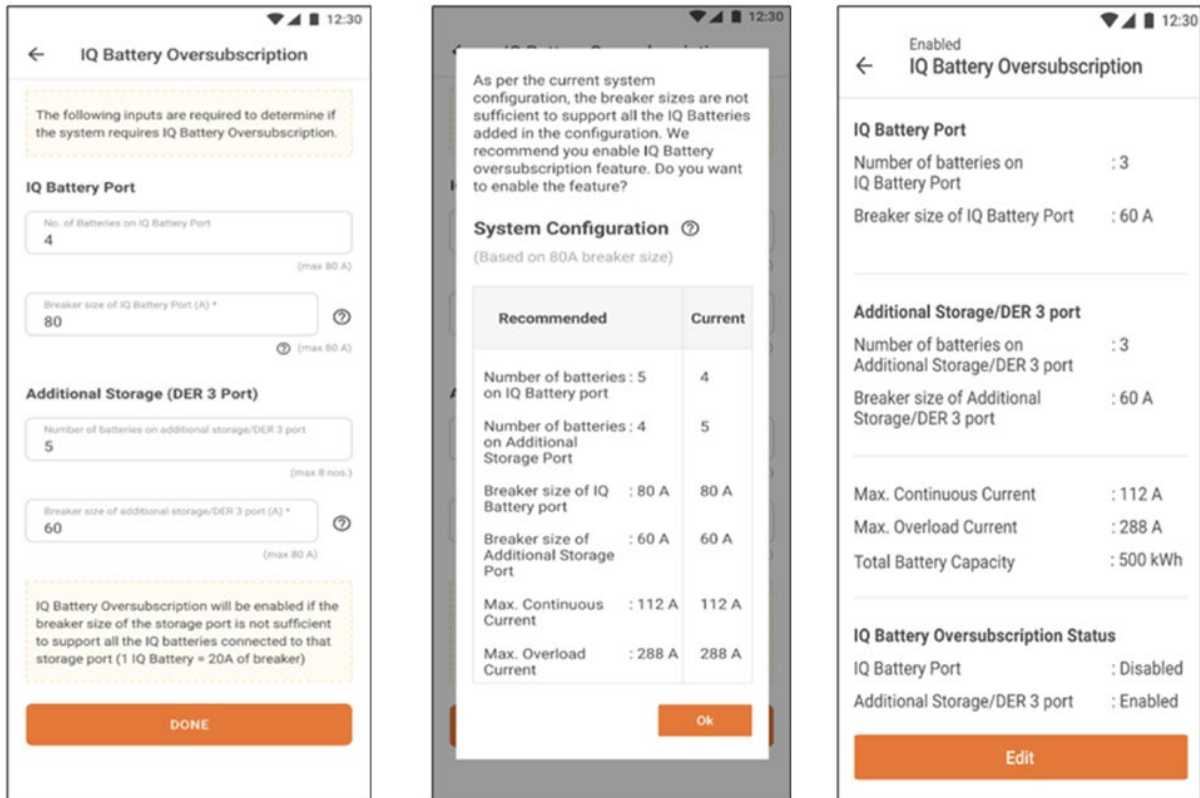 12:30
IQ Battery Oversubscription
The following inputs are required to determine if
the system requires IQ Battery Oversubscription.
IQ Battery Port
No. of Batteries on IQ Battery Port
4
(max 80 A)
Breaker size of IQ Battery Port (A) *
80
(max 80 A)
Additional Storage (DER 3 Port)
Number of batteries on additional storage/DER 3 port
5
(max 8 nos.)
Breaker size of additional storage/DER 3 port (A) *
60
(max 80 A)
IQ Battery Oversubscription will be enabled if the
breaker size of the storage port is not sufficient
to support all the IQ batteries connected to that
storage port (1 IQ Battery = 20A of breaker)
DONE
12:30
As per the current system
configuration, the breaker sizes are not
sufficient to support all the IQ Batteries
added in the configuration. We
recommend you enable IQ Battery
oversubscription feature. Do you want
to enable the feature?
System Configuration
(Based on 80A breaker size)
Recommended Current
Number of batteries : 5 4
on IQ Battery port
Number of batteries : 4 5
on Additional
Storage Port
Breaker size of IQ : 80 A 80 A
Battery port
Breaker size of : 60 A 60 A
Additional Storage
Port
Max. Continuous : 112 A 112 A
Current
Max. Overload : 288 A 288 A
Current
Ok
12:30
Enabled
IQ Battery Oversubscription
IQ Battery Port
Number of batteries on : 3
IQ Battery Port
Breaker size of IQ Battery Port : 60 A
Additional Storage/DER 3 port
Number of batteries on : 3
Additional Storage/DER 3 port
Breaker size of Additional : 60 A
Storage/DER 3 port
Max. Continuous Current : 112 A
Max. Overload Current : 288 A
Total Battery Capacity : 500 kWh
IQ Battery Oversubscription Status
IQ Battery Port : Disabled
Additional Storage/DER 3 port : Enabled
Edit